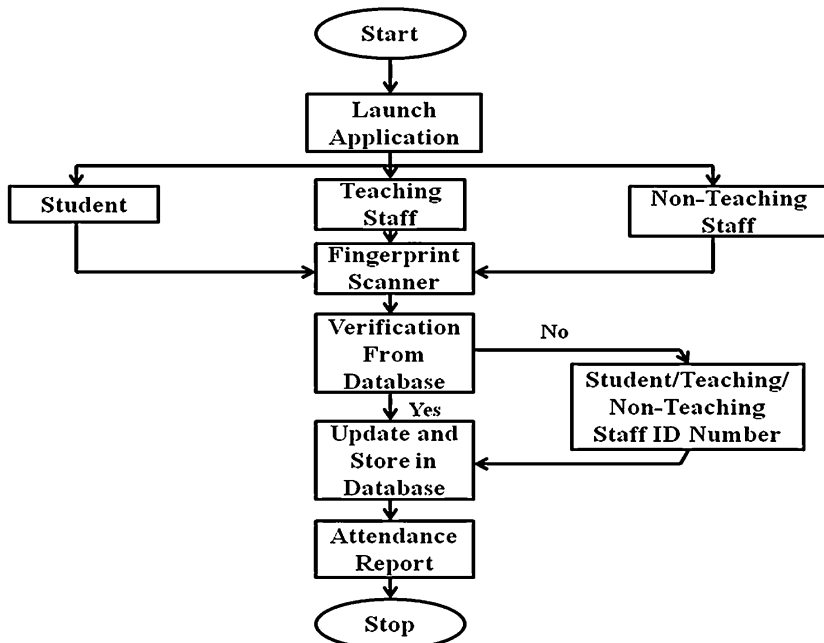 Start
Launch
Application
Student
Teaching
Staff
Non-Teaching
Staff
Fingerprint
Scanner
Verification
From
Database
No
Yes
Student/Teaching/
Non-Teaching
Staff ID Number
Update and
Store in
Database
Attendance
Report
Stop